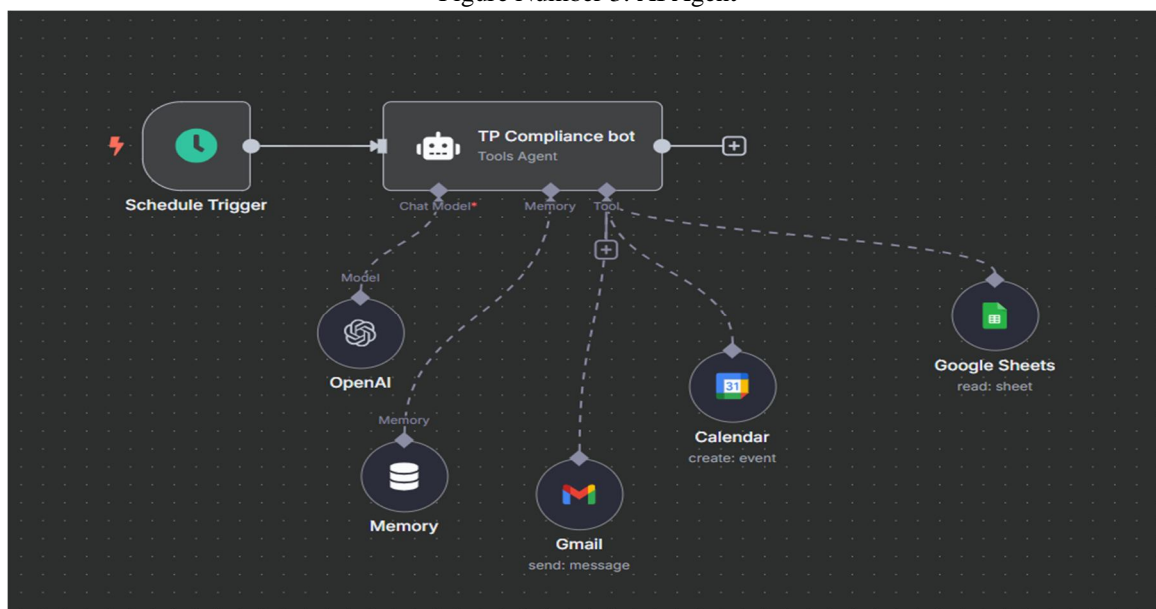 TP Compliance bot
Tools Agent
Schedule Trigger
Chat Model*
Memory
Tool
Model
OpenAI
Memory
Memory
Gmail
send: message
31
Calendar
create: event
Google Sheets
read: sheet